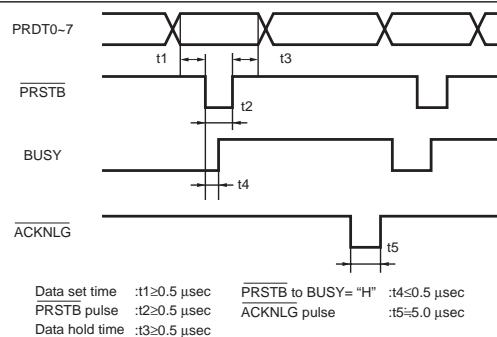 PRDT0~7
t1
t3
PRSTB
t2
BUSY
t4
ACKNLG
t5
Data set time :t1≥0.5 µsec
PRSTB to BUSY= “H” :t4≤0.5 µsec
PRSTB pulse :t2≥0.5 µsec
ACKNLG pulse :t5≒5.0 µsec
Data hold time :t3≥0.5 µsec